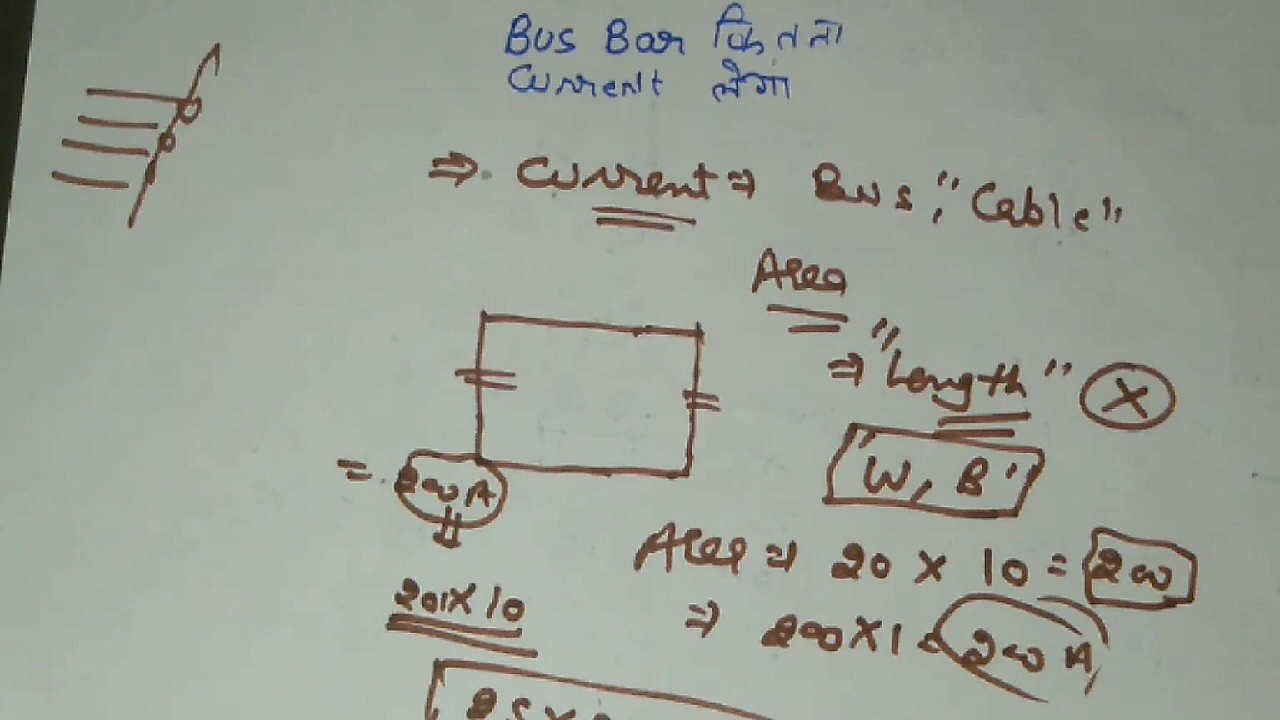 Bus Bar कितना
Current लेगा
⇒ Current ⇒ Bus, "Cable"
Area
⇒ "Length" X
"W, B"
= 200A
Area ⇒ 20 X 10 = 200
20 X 10
⇒ 200 X 1 = 200 A